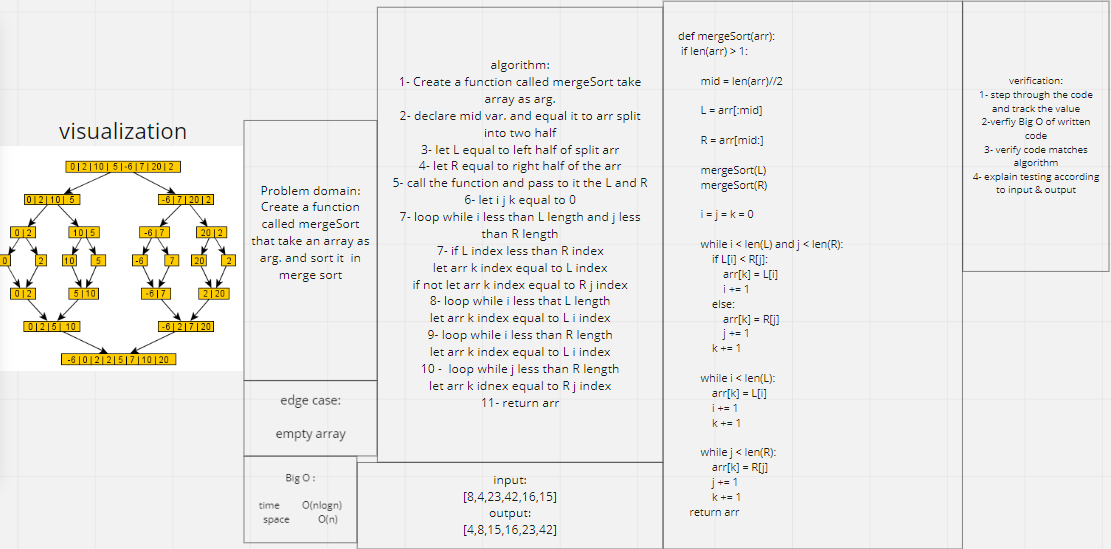 visualization
0 | 2 | 10 | 5 | -6 | 7 | 20 | 2
0 | 2 | 10 | 5
-6 | 7 | 20 | 2
0 | 2
10 | 5
-6 | 7
20 | 2
0
2
10
5
-6
7
20
2
0 | 2
5 | 10
-6 | 7
2 | 20
0 | 2 | 5 | 10
-6 | 2 | 7 | 20
-6 | 0 | 2 | 2 | 5 | 7 | 10 | 20
Problem domain:
Create a function
called mergeSort
that take an array as
arg. and sort it in
merge sort
edge case:
empty array
Big O :
time O(nlogn)
space O(n)
algorithm:
1- Create a function called mergeSort take
array as arg.
2- declare mid var. and equal it to arr split
into two half
3- let L equal to left half of split arr
4- let R equal to right half of the arr
5- call the function and pass to it the L and R
6- let i j k equal to 0
7- loop while i less than L length and j less
than R length
7- if L index less than R index
let arr k index equal to L index
if not let arr k index equal to R j index
8- loop while i less that L length
let arr k index equal to L i index
9- loop while i less than R length
let arr k index equal to L i index
10 - loop while j less than R length
let arr k idnex equal to R j index
11- return arr
input:
[8,4,23,42,16,15]
output:
[4,8,15,16,23,42]
def mergeSort(arr):
if len(arr) > 1:
mid = len(arr)//2
L = arr[:mid]
R = arr[mid:]
mergeSort(L)
mergeSort(R)
i = j = k = 0
while i < len(L) and j < len(R):
if L[i] < R[j]:
arr[k] = L[i]
i += 1
else:
arr[k] = R[j]
j += 1
k += 1
while i < len(L):
arr[k] = L[i]
i += 1
k += 1
while j < len(R):
arr[k] = R[j]
j += 1
k += 1
return arr
verification:
1- step through the code
and track the value
2-verfiy Big O of written
code
3- verify code matches
algorithm
4- explain testing according
to input & output